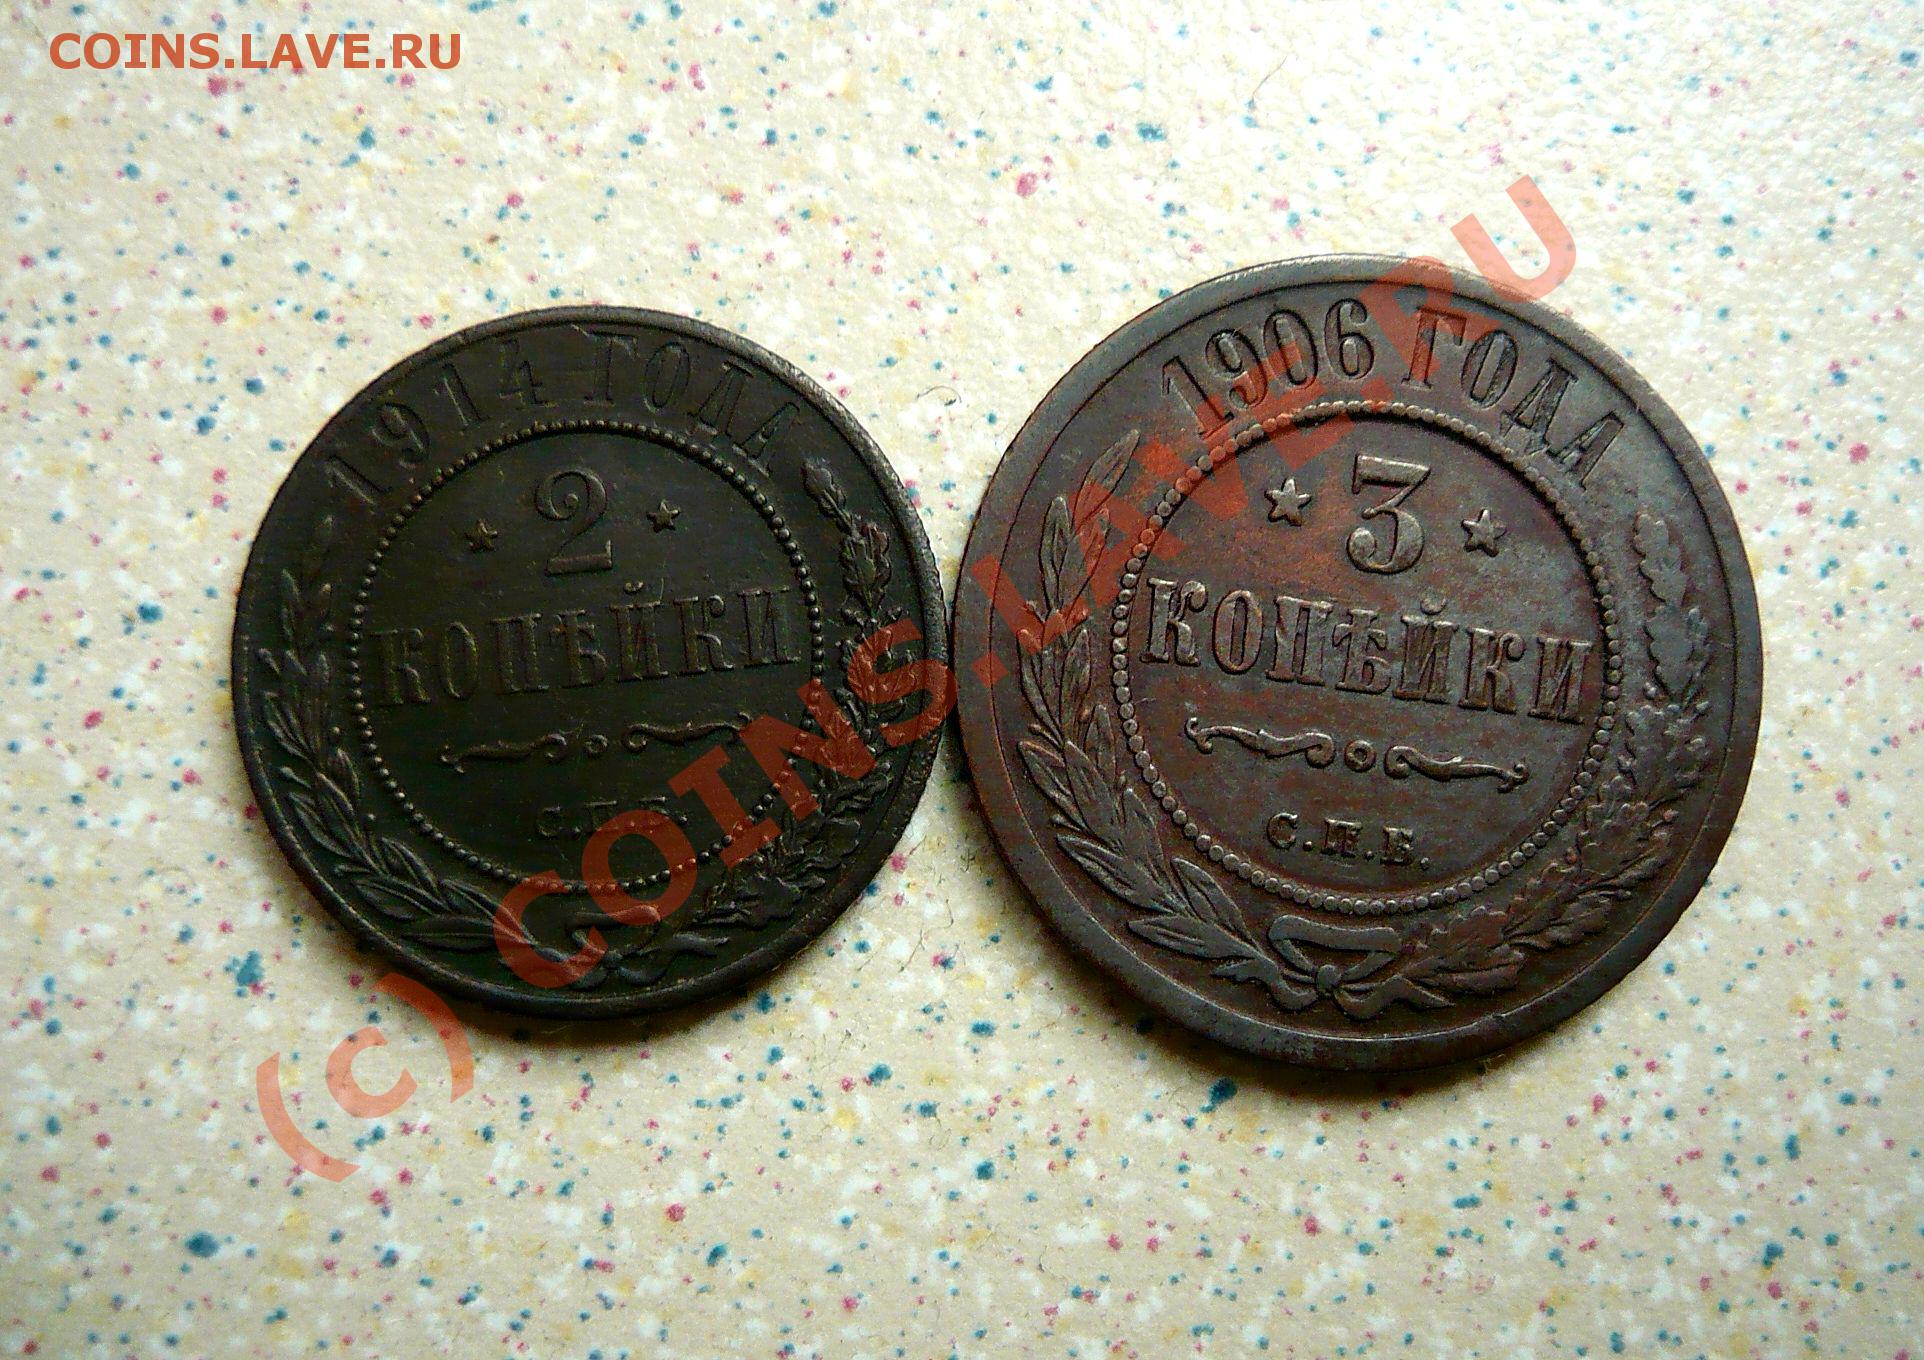 COINS.LAVE.RU
1914 ГОДА
2
КОПѢЙКИ
С.П.Б.
1906 ГОДА
3
КОПѢЙКИ
С.П.Б.
(c) COINS.LAVE.RU